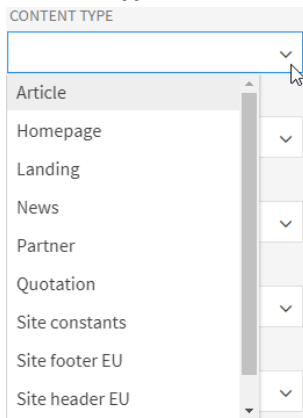 CONTENT TYPE
Article
Homepage
Landing
News
Partner
Quotation
Site constants
Site footer EU
Site header EU